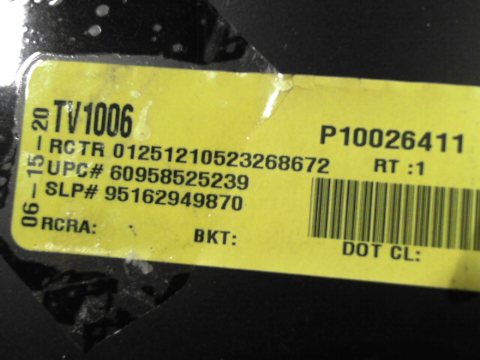 06-15-20
TV1006
P10026411
RCTR 01251210523268672
RT :1
UPC# 60958525239
SLP# 95162949870
RCRA:
BKT:
DOT CL: